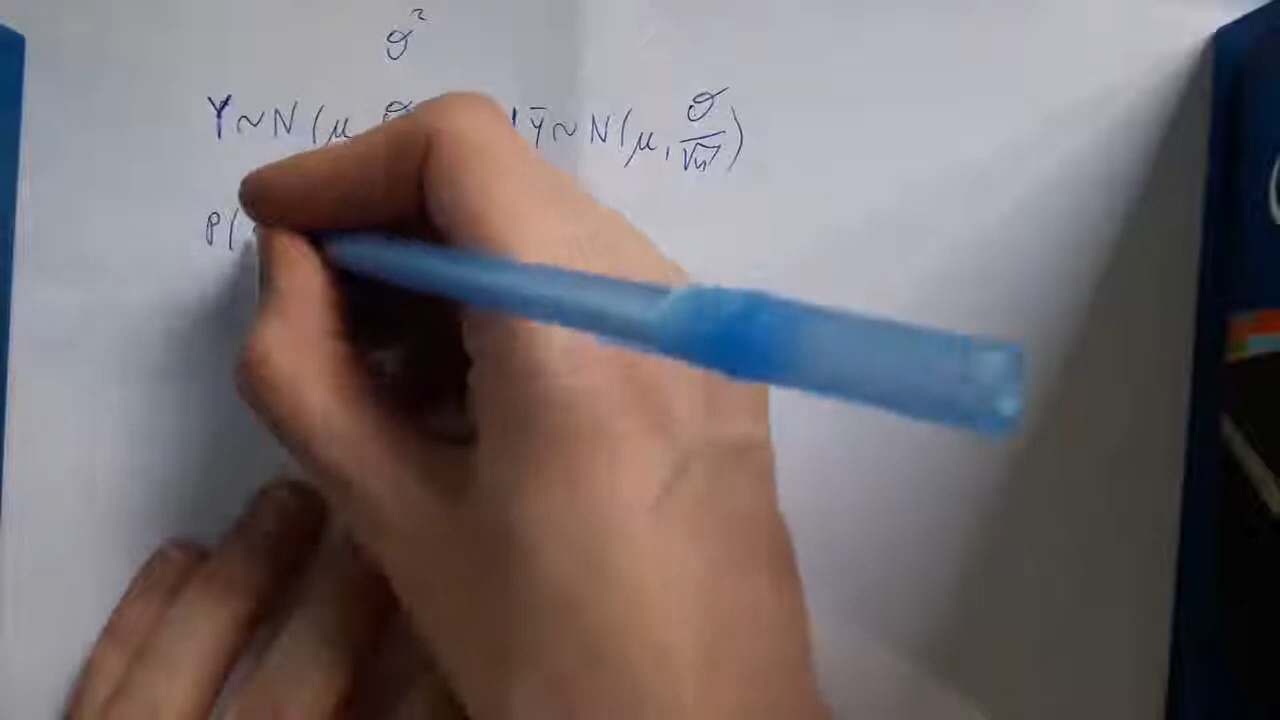 σ²
Y~N(μ, σ Ȳ~N(μ, σ/√n)
P(